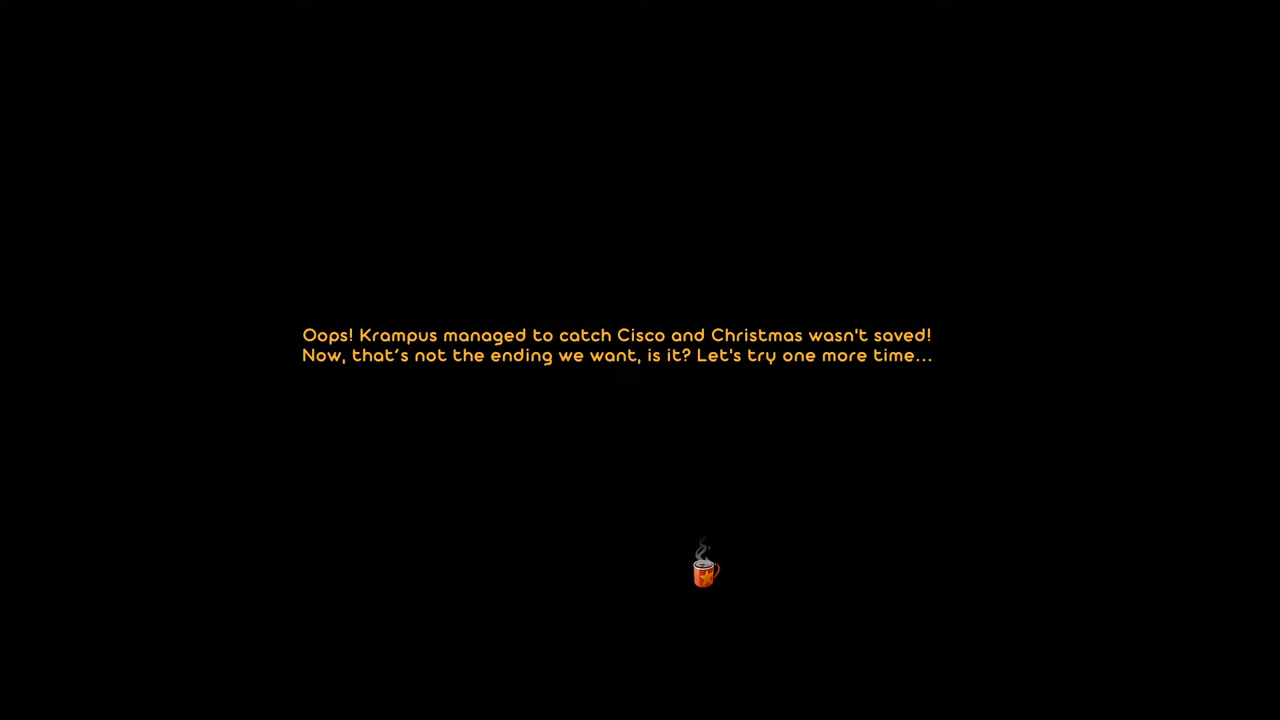 Oops! Krampus managed to catch Cisco and Christmas wasn't saved!
Now, that's not the ending we want, is it? Let's try one more time...